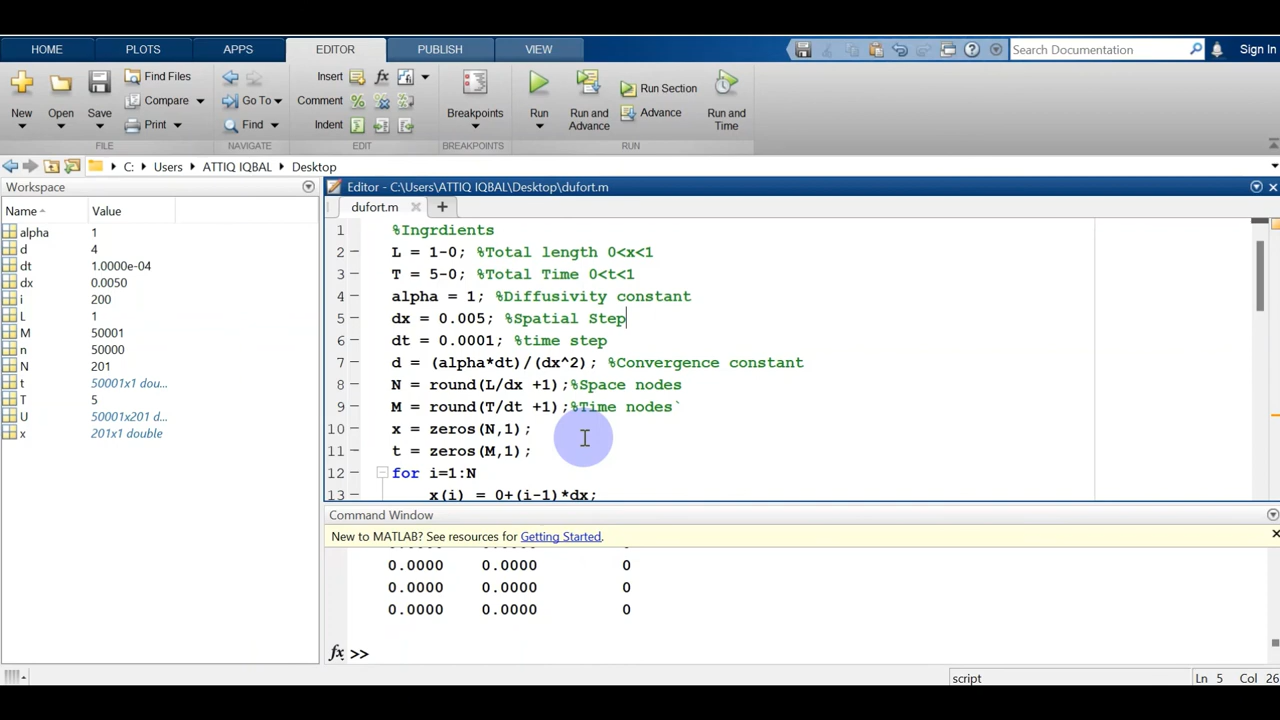 HOME PLOTS APPS EDITOR PUBLISH VIEW Search Documentation Sign In
New Open Save Find Files Compare Print
Go To Find
Insert fx
Comment
Indent
Breakpoints
Run Run and Advance Run Section Advance Run and Time
FILE NAVIGATE EDIT BREAKPOINTS RUN
C: Users ATTIQ IQBAL Desktop
Workspace
Name Value
alpha 1
d 4
dt 1.0000e-04
dx 0.0050
i 200
L 1
M 50001
n 50000
N 201
t 50001x1 dou...
T 5
U 50001x201 do...
x 201x1 double
Editor - C:\Users\ATTIQ IQBAL\Desktop\dufort.m
dufort.m
1 %Ingrdients
2 L = 1-0; %Total length 0<x<1
3 T = 5-0; %Total Time 0<t<1
4 alpha = 1; %Diffusivity constant
5 dx = 0.005; %Spatial Step
6 dt = 0.0001; %time step
7 d = (alpha*dt)/(dx^2); %Convergence constant
8 N = round(L/dx +1);%Space nodes
9 M = round(T/dt +1);%Time nodes`
10 x = zeros(N,1);
11 t = zeros(M,1);
12 for i=1:N
13 x(i) = 0+(i-1)*dx;
Command Window
New to MATLAB? See resources for Getting Started.
0.0000 0.0000 0
0.0000 0.0000 0
0.0000 0.0000 0
fx >>
script Ln 5 Col 26